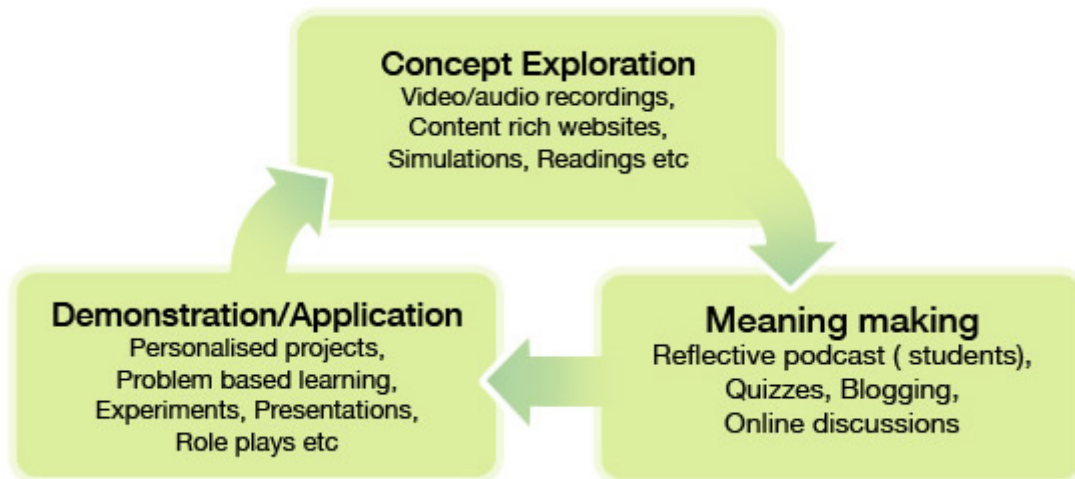 Concept Exploration
Video/audio recordings,
Content rich websites,
Simulations, Readings etc
Demonstration/Application
Personalised projects,
Problem based learning,
Experiments, Presentations,
Role plays etc
Meaning making
Reflective podcast ( students),
Quizzes, Blogging,
Online discussions